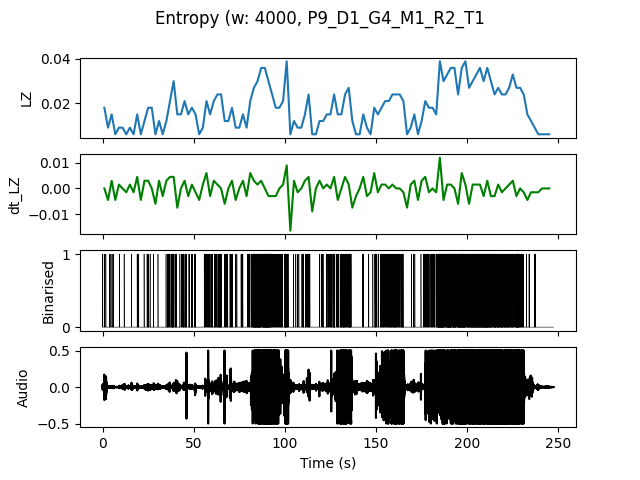 Entropy (w: 4000, P9_D1_G4_M1_R2_T1
0.04
0.02
LZ
0.01
0.00
−0.01
dt_LZ
1
0
Binarised
0.5
0.0
−0.5
Audio
0 50 100 150 200 250
Time (s)